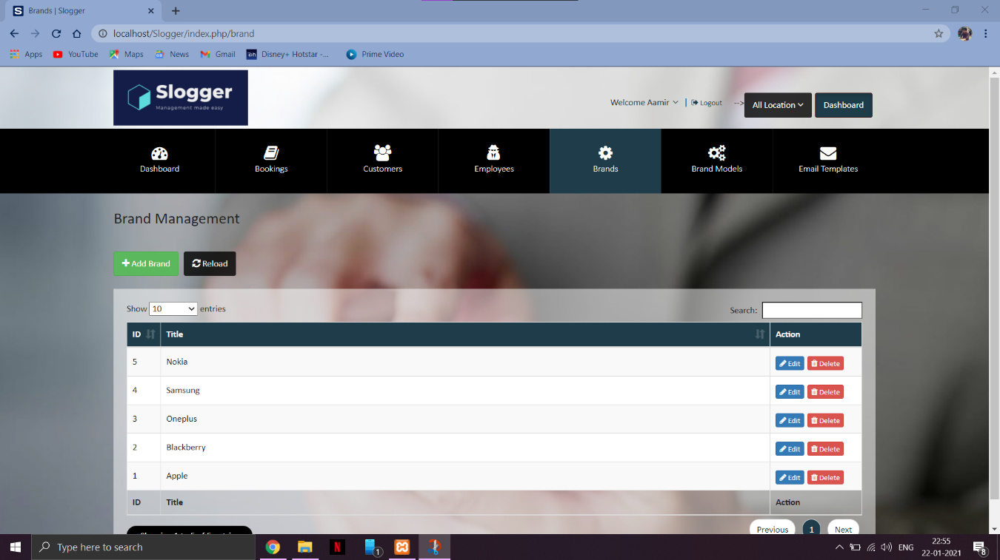 Brands | Slogger
localhost/Slogger/index.php/brand
Apps YouTube Maps News Gmail Disney+ Hotstar -... Prime Video
Slogger
Management made easy
Welcome Aamir | Logout --> All Location Dashboard
Dashboard Bookings Customers Employees Brands Brand Models Email Templates
Brand Management
Add Brand Reload
Show 10 entries Search:
ID Title Action
5 Nokia Edit Delete
4 Samsung Edit Delete
3 Oneplus Edit Delete
2 Blackberry Edit Delete
1 Apple Edit Delete
ID Title Action
Previous 1 Next
Type here to search
1
ENG
22:55
22-01-2021
8